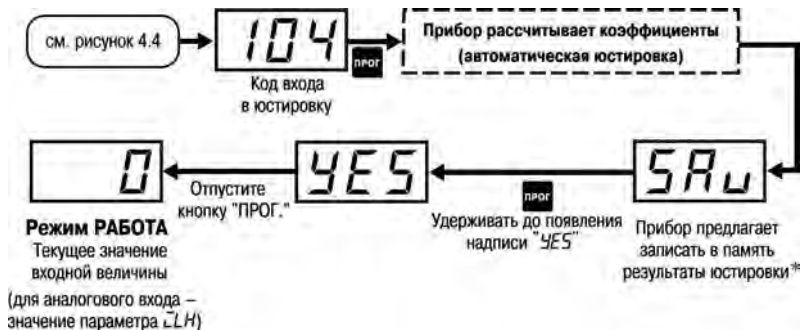 см. рисунок 4.4
104
Код входа
в юстировку
ПРОГ
Прибор рассчитывает коэффициенты
(автоматическая юстировка)
SAv
Прибор предлагает
записать в память
результаты юстировки*
ПРОГ
Удерживать до появления
надписи "YES"
YES
Отпустите
кнопку "ПРОГ."
0
Режим РАБОТА
Текущее значение
входной величины
(для аналогового входа –
значение параметра